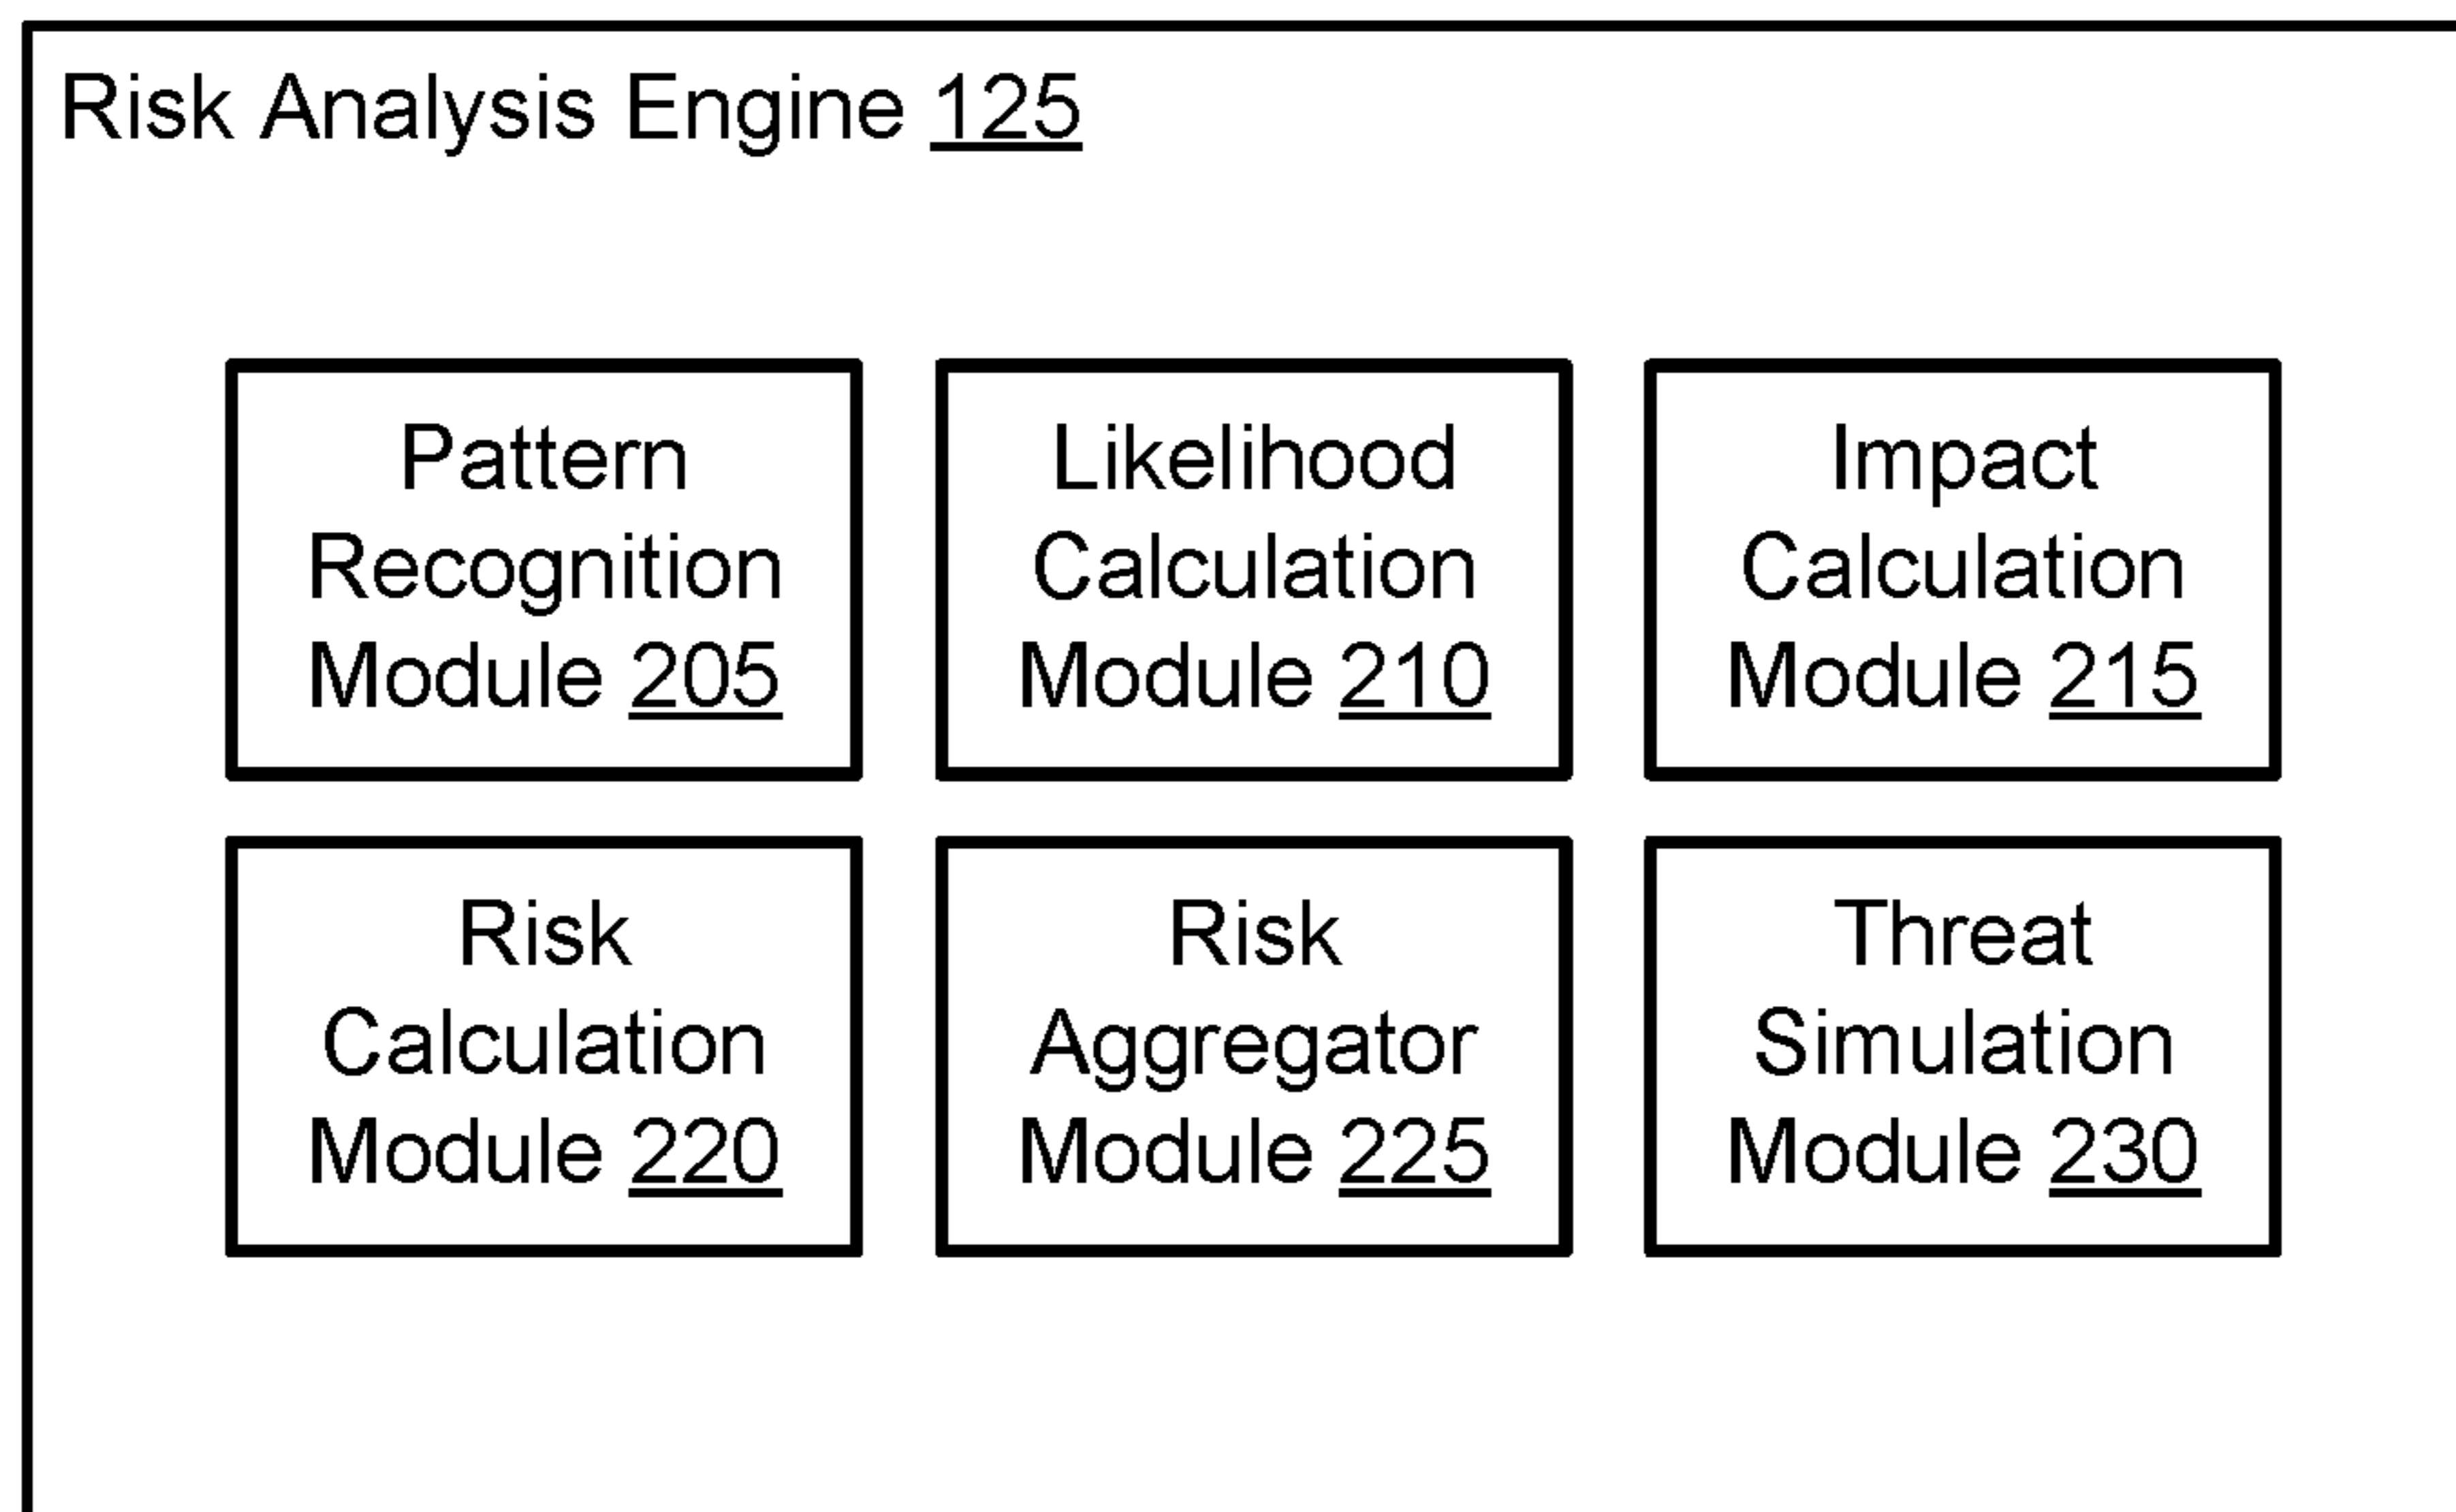 Risk Analysis Engine 125
Pattern
Recognition
Module 205
Likelihood
Calculation
Module 210
Impact
Calculation
Module 215
Risk
Calculation
Module 220
Risk
Aggregator
Module 225
Threat
Simulation
Module 230